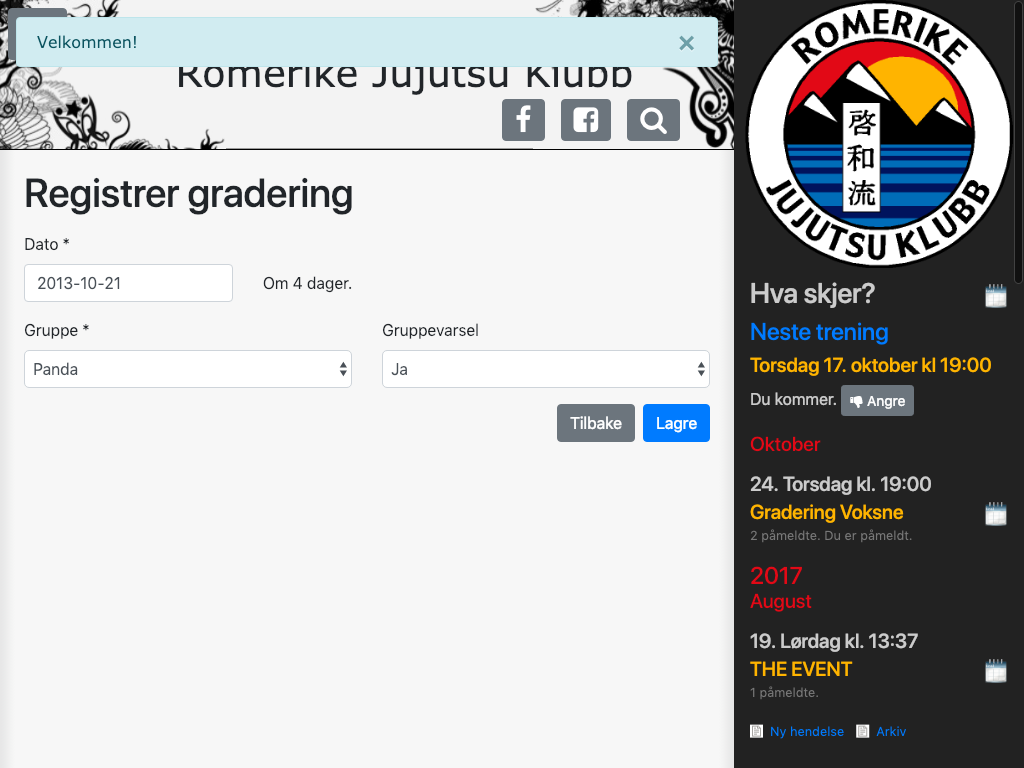 Velkommen! ×
Romerike Jujutsu Klubb
Registrer gradering
Dato *
2013-10-21
Om 4 dager.
Gruppe *
Gruppevarsel
Panda
Ja
Tilbake
Lagre
ROMERIKE
啓和流
JUJUTSU KLUBB
Hva skjer?
Neste trening
Torsdag 17. oktober kl 19:00
Du kommer. Angre
Oktober
24. Torsdag kl. 19:00
Gradering Voksne
2 påmeldte. Du er påmeldt.
2017
August
19. Lørdag kl. 13:37
THE EVENT
1 påmeldte.
Ny hendelse Arkiv